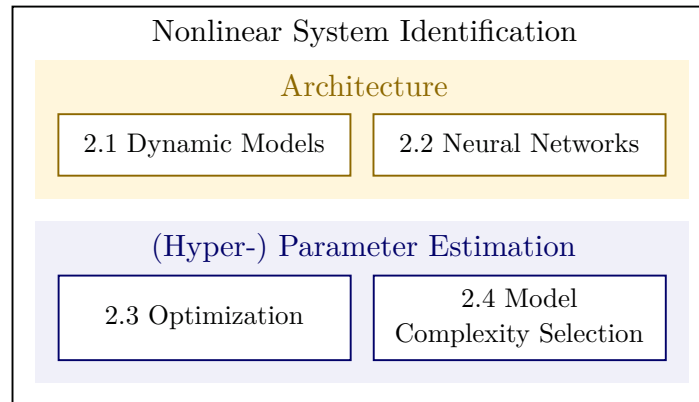 Nonlinear System Identification
Architecture
2.1 Dynamic Models
2.2 Neural Networks
(Hyper-) Parameter Estimation
2.3 Optimization
2.4 Model
Complexity Selection